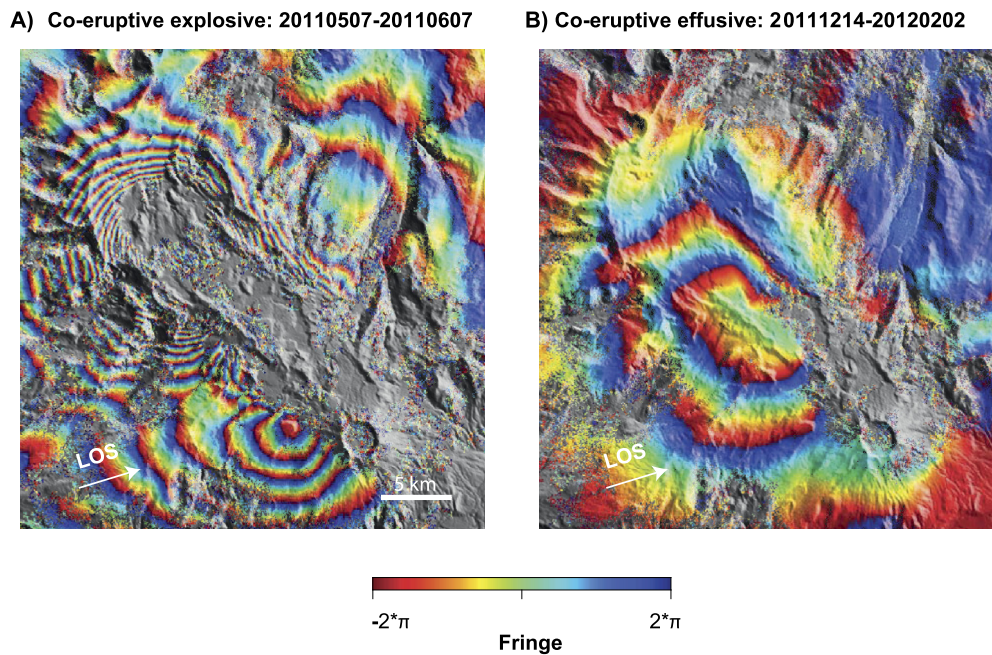 A) Co-eruptive explosive: 20110507-20110607
B) Co-eruptive effusive: 20111214-20120202
LOS
5 km
LOS
-2*π
2*π
Fringe